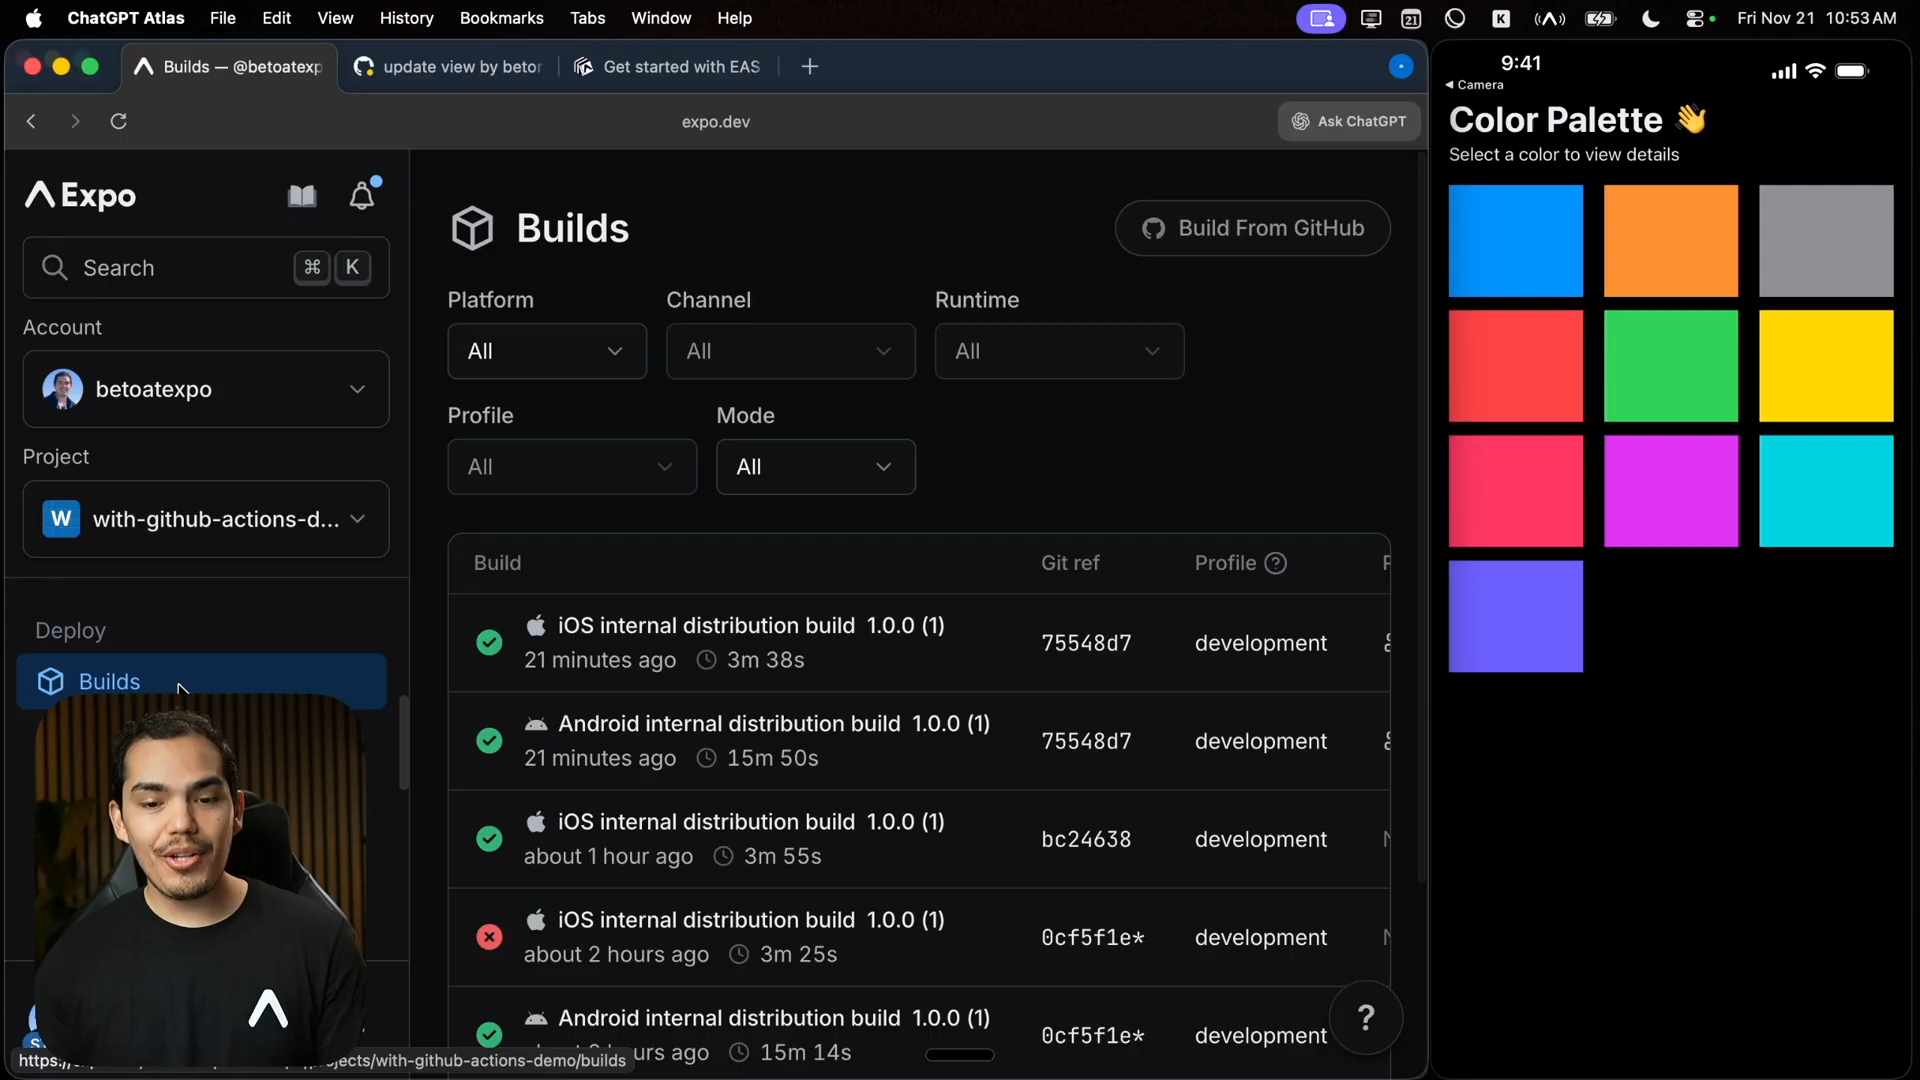 ChatGPT Atlas File Edit View History Bookmarks Tabs Window Help
21
K
Fri Nov 21 10:53 AM
Builds — @betoatexp
update view by beto
Get started with EAS
expo.dev
Ask ChatGPT
Expo
Search ⌘ K
Account
betoatexpo
Project
W with-github-actions-d...
Deploy
Builds
Builds
Build From GitHub
Platform Channel Runtime
All All All
Profile Mode
All All
Build Git ref Profile ?
iOS internal distribution build 1.0.0 (1)
21 minutes ago 3m 38s
75548d7 development
Android internal distribution build 1.0.0 (1)
21 minutes ago 15m 50s
75548d7 development
iOS internal distribution build 1.0.0 (1)
about 1 hour ago 3m 55s
bc24638 development
iOS internal distribution build 1.0.0 (1)
about 2 hours ago 3m 25s
0cf5f1e* development
Android internal distribution build 1.0.0 (1)
hours ago 15m 14s
0cf5f1e* development
?
projects/with-github-actions-demo/builds
9:41
◀ Camera
Color Palette 👋
Select a color to view details